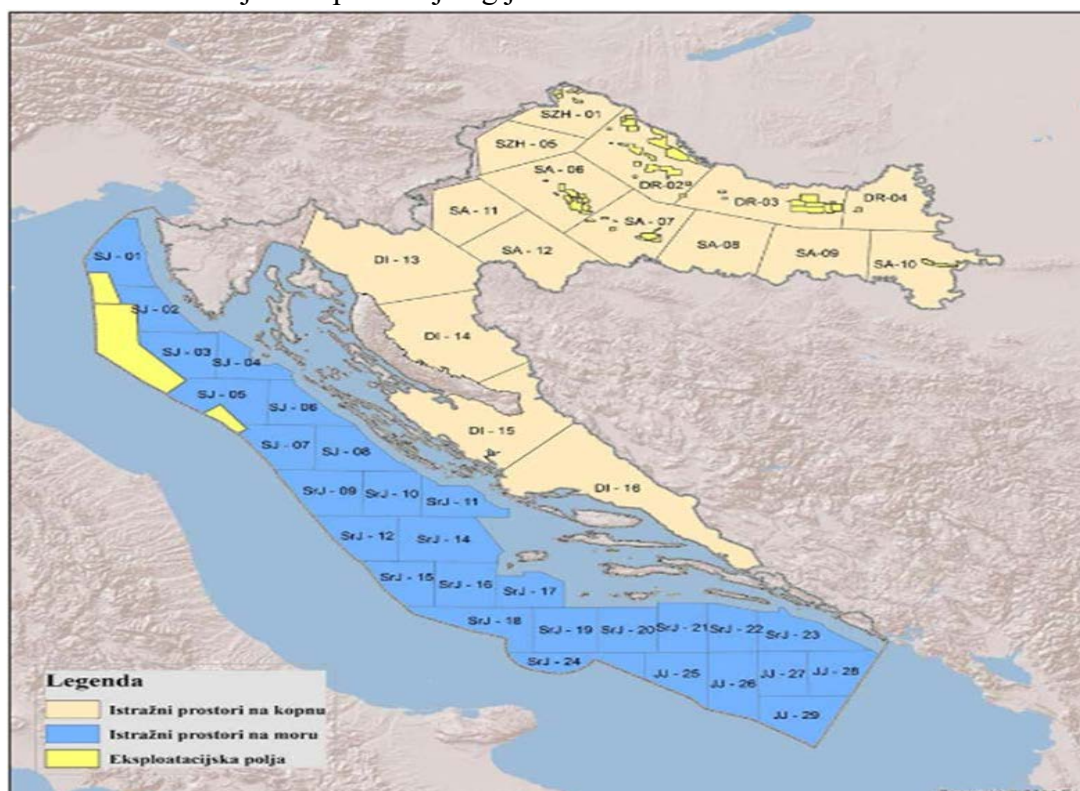 SZH - 01
SZH - 05
SA - 06
DR-02
DR-03
DR-04
SA - 11
SA - 07
SA - 12
SA-08
SA-09
SA-10
DI - 13
DI - 14
DI - 15
DI - 16
SJ - 01
SJ - 02
SJ - 03
SJ - 04
SJ - 05
SJ - 06
SJ - 07
SJ - 08
SrJ - 09
SrJ - 10
SrJ - 11
SrJ - 12
SrJ - 14
SrJ - 15
SrJ - 16
SrJ - 17
SrJ - 18
SrJ - 19
SrJ - 20
SrJ - 21
SrJ - 22
SrJ - 23
SrJ - 24
JJ - 25
JJ - 26
JJ - 27
JJ - 28
JJ - 29
Legenda
Istražni prostori na kopnu
Istražni prostori na moru
Eksploatacijska polja